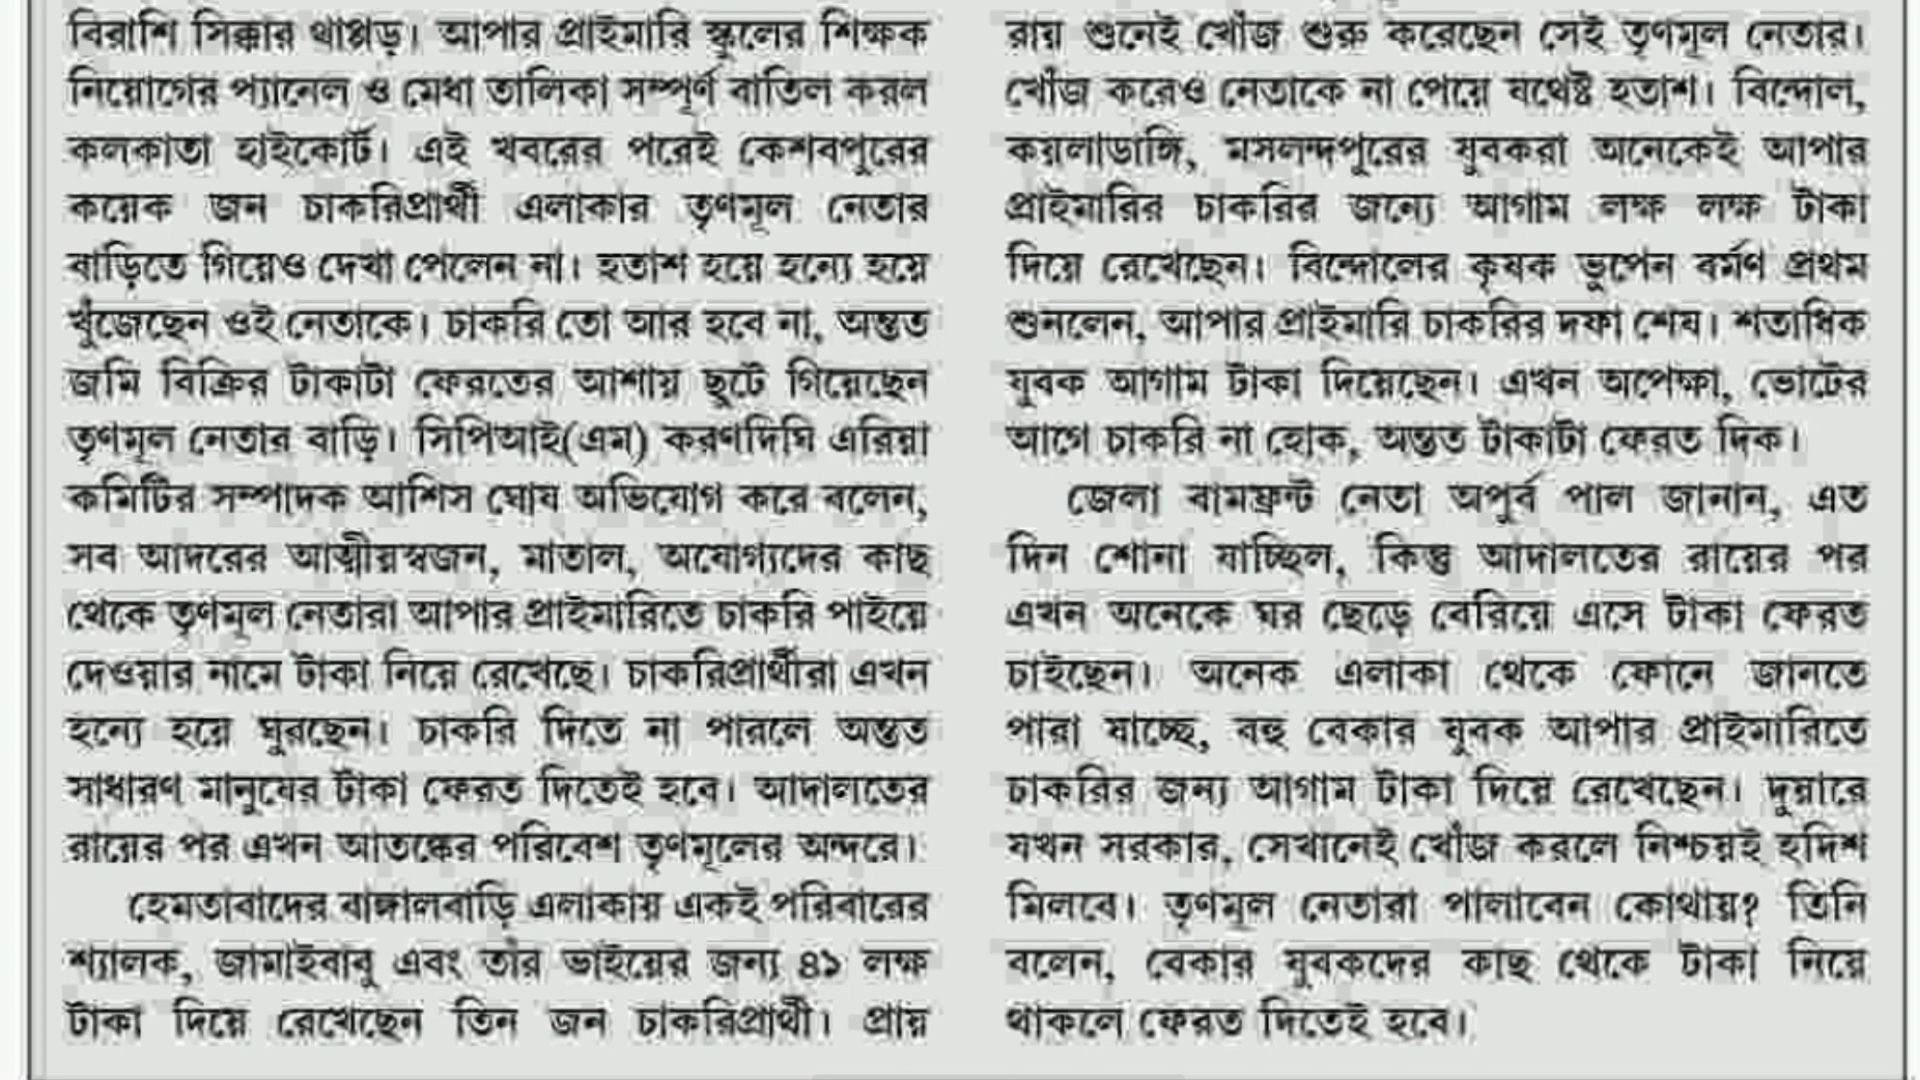 বিরাশি সিক্কার থাপ্পড়। আপার প্রাইমারি স্কুলের শিক্ষক
নিয়োগের প্যানেল ও মেধা তালিকা সম্পূর্ণ বাতিল করল
কলকাতা হাইকোর্ট। এই খবরের পরেই কেশবপুরের
কয়েক জন চাকরিপ্রার্থী এলাকার তৃণমূল নেতার
বাড়িতে গিয়েও দেখা পেলেন না। হতাশ হয়ে হন্যে হয়ে
খুঁজেছেন ওই নেতাকে। চাকরি তো আর হবে না, অন্তত
জমি বিক্রির টাকাটা ফেরতের আশায় ছুটে গিয়েছেন
তৃণমূল নেতার বাড়ি। সিপিআই(এম) করণদিঘি এরিয়া
কমিটির সম্পাদক আশিস ঘোষ অভিযোগ করে বলেন,
সব আদরের আত্মীয়স্বজন, মাতাল, অযোগ্যদের কাছ
থেকে তৃণমূল নেতারা আপার প্রাইমারিতে চাকরি পাইয়ে
দেওয়ার নামে টাকা নিয়ে রেখেছে। চাকরিপ্রার্থীরা এখন
হন্যে হয়ে ঘুরছেন। চাকরি দিতে না পারলে অন্তত
সাধারণ মানুষের টাকা ফেরত দিতেই হবে। আদালতের
রায়ের পর এখন আতঙ্কের পরিবেশ তৃণমূলের অন্দরে।
হেমতাবাদের বাঙ্গালবাড়ি এলাকায় একই পরিবারের
শ্যালক, জামাইবাবু এবং তাঁর ভাইয়ের জন্য ৪১ লক্ষ
টাকা দিয়ে রেখেছেন তিন জন চাকরিপ্রার্থী। প্রায়
রায় শুনেই খোঁজ শুরু করেছেন সেই তৃণমূল নেতার।
খোঁজ করেও নেতাকে না পেয়ে যথেষ্ট হতাশ। বিন্দোল,
কয়লাডাঙ্গি, মসলন্দপুরের যুবকরা অনেকেই আপার
প্রাইমারির চাকরির জন্যে আগাম লক্ষ লক্ষ টাকা
দিয়ে রেখেছেন। বিন্দোলের কৃষক ভুপেন বর্মণ প্রথম
শুনলেন, আপার প্রাইমারি চাকরির দফা শেষ। শতাধিক
যুবক আগাম টাকা দিয়েছেন। এখন অপেক্ষা, ভোটের
আগে চাকরি না হোক, অন্তত টাকাটা ফেরত দিক।
জেলা বামফ্রন্ট নেতা অপূর্ব পাল জানান, এত
দিন শোনা যাচ্ছিল, কিন্তু আদালতের রায়ের পর
এখন অনেকে ঘর ছেড়ে বেরিয়ে এসে টাকা ফেরত
চাইছেন। অনেক এলাকা থেকে ফোনে জানতে
পারা যাচ্ছে, বহু বেকার যুবক আপার প্রাইমারিতে
চাকরির জন্য আগাম টাকা দিয়ে রেখেছেন। দুয়ারে
যখন সরকার, সেখানেই খোঁজ করলে নিশ্চয়ই হদিশ
মিলবে। তৃণমূল নেতারা পালাবেন কোথায়? তিনি
বলেন, বেকার যুবকদের কাছ থেকে টাকা নিয়ে
থাকলে ফেরত দিতেই হবে।